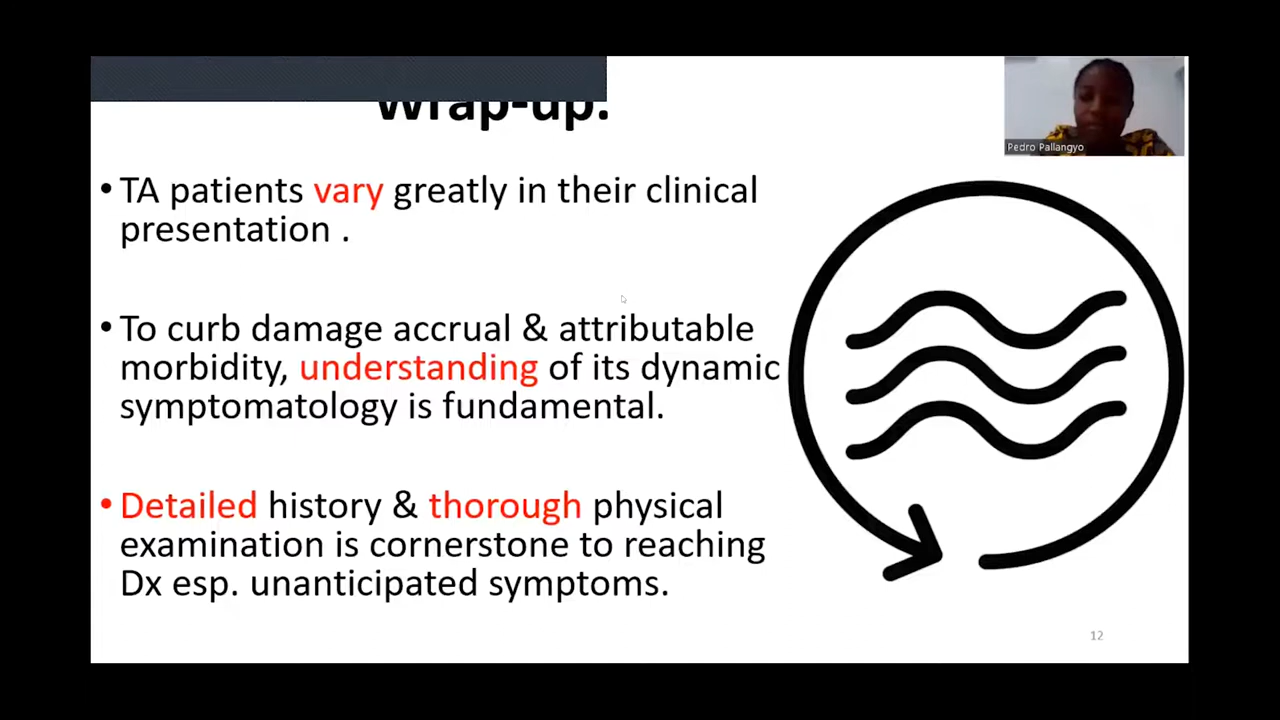 Wrap-up:
Pedro Pallangyo
• TA patients vary greatly in their clinical
presentation .
• To curb damage accrual & attributable
morbidity, understanding of its dynamic
symptomatology is fundamental.
• Detailed history & thorough physical
examination is cornerstone to reaching
Dx esp. unanticipated symptoms.
12